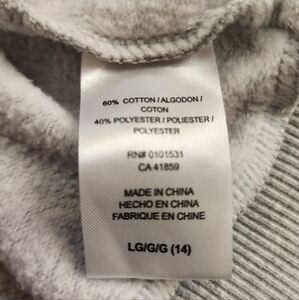 60% COTTON / ALGODON /
COTON
40% POLYESTER / POLIESTER /
POLYESTER
RN# 0101531
CA 41859
MADE IN CHINA
HECHO EN CHINA
FABRIQUE EN CHINE
LG/G/G (14)